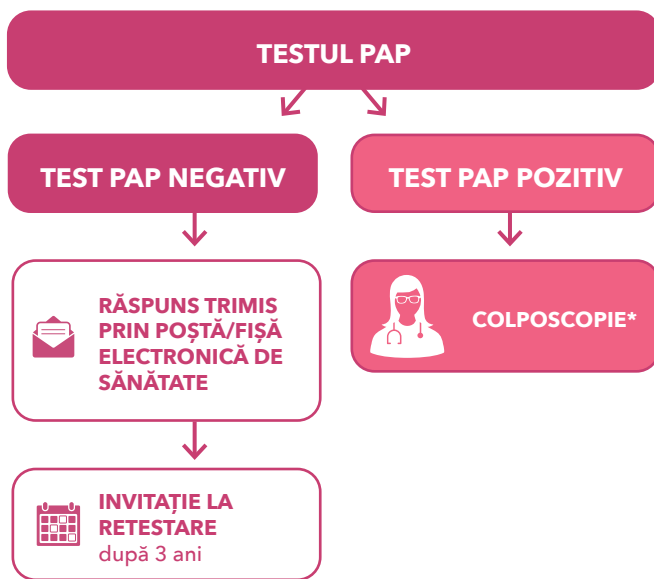 TESTUL PAP
TEST PAP NEGATIV
TEST PAP POZITIV
RĂSPUNS TRIMIS
PRIN POȘTĂ/FIȘĂ
ELECTRONICĂ DE
SĂNĂTATE
COLPOSCOPIE*
INVITAȚIE LA
RETESTARE
după 3 ani